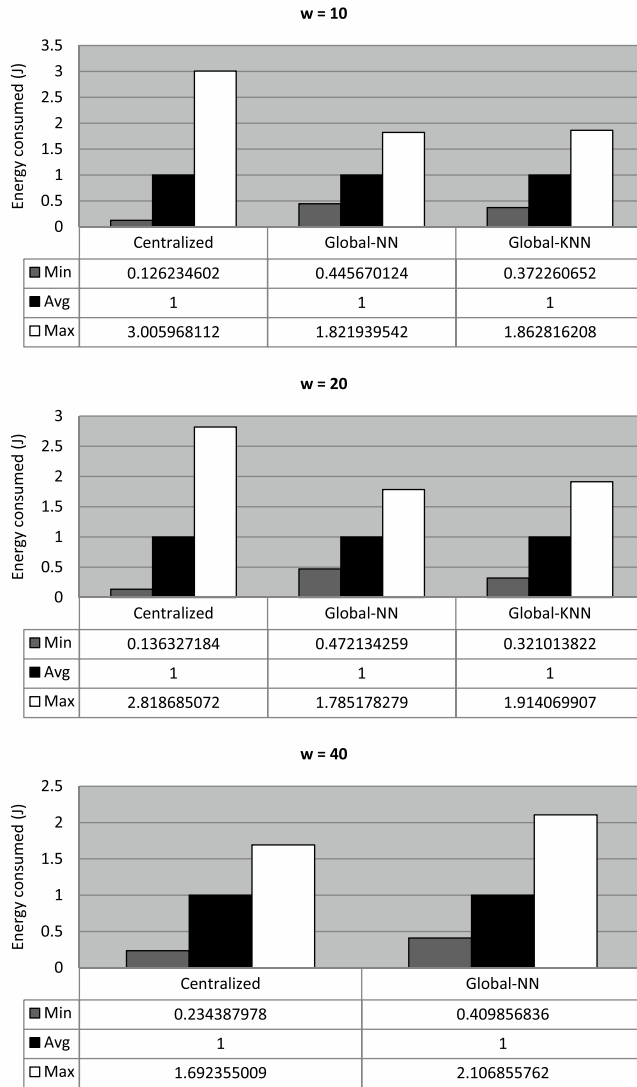 w = 10
Energy consumed (J)
3.5
3
2.5
2
1.5
1
0.5
0
Centralized Global-NN Global-KNN
Min 0.126234602 0.445670124 0.372260652
Avg 1 1 1
Max 3.005968112 1.821939542 1.862816208
w = 20
Energy consumed (J)
3
2.5
2
1.5
1
0.5
0
Centralized Global-NN Global-KNN
Min 0.136327184 0.472134259 0.321013822
Avg 1 1 1
Max 2.818685072 1.785178279 1.914069907
w = 40
Energy consumed (J)
2.5
2
1.5
1
0.5
0
Centralized Global-NN
Min 0.234387978 0.409856836
Avg 1 1
Max 1.692355009 2.106855762